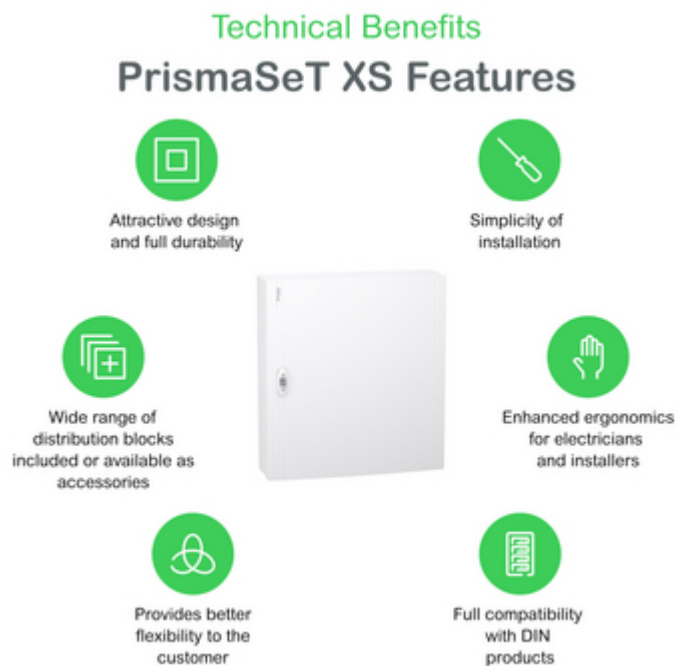 Technical Benefits
PrismaSeT XS Features
Attractive design
and full durability
Simplicity of
installation
Wide range of
distribution blocks
included or available as
accessories
Enhanced ergonomics
for electricians
and installers
Provides better
flexibility to the
customer
Full compatibility
with DIN
products